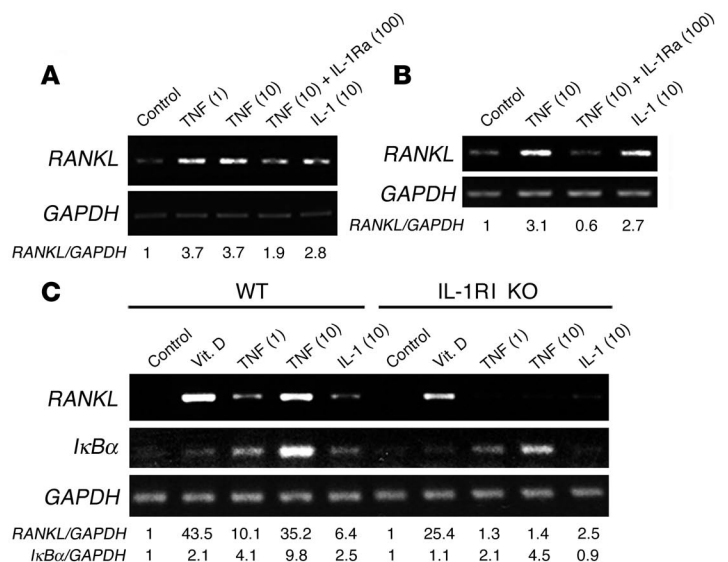 A
Control TNF (1) TNF (10) TNF (10) + IL-1Ra (100) IL-1 (10)
RANKL
GAPDH
RANKL/GAPDH 1 3.7 3.7 1.9 2.8
B
Control TNF (10) TNF (10) + IL-1Ra (100) IL-1 (10)
RANKL
GAPDH
RANKL/GAPDH 1 3.1 0.6 2.7
C
WT IL-1RI KO
Control Vit. D TNF (1) TNF (10) IL-1 (10) Control Vit. D TNF (1) TNF (10) IL-1 (10)
RANKL
IκBα
GAPDH
RANKL/GAPDH 1 43.5 10.1 35.2 6.4 1 25.4 1.3 1.4 2.5
IκBα/GAPDH 1 2.1 4.1 9.8 2.5 1 1.1 2.1 4.5 0.9